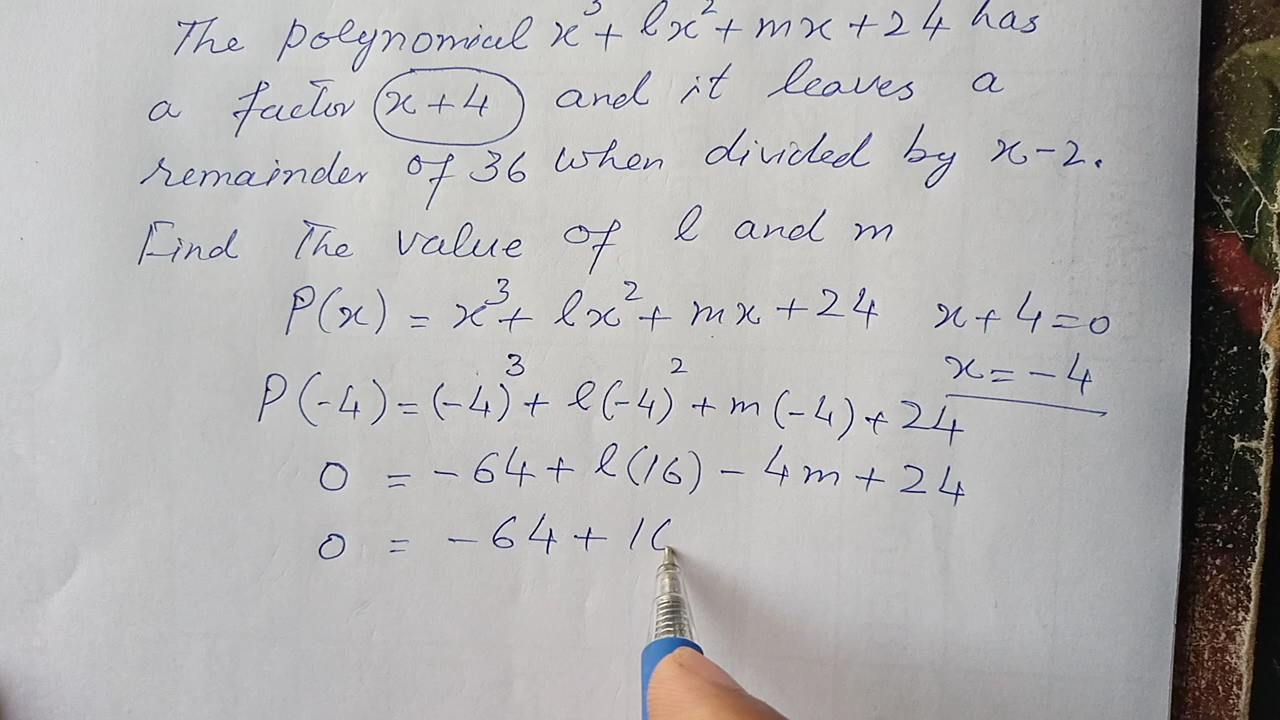 The polynomial x³ + lx² + mx + 24 has
a factor x + 4 and it leaves a
remainder of 36 when divided by x - 2.
Find The value of l and m
P(x) = x³ + lx² + mx + 24 x + 4 = 0
x = -4
P(-4) = (-4)³ + l(-4)² + m(-4) + 24
0 = -64 + l(16) - 4m + 24
0 = -64 + 16